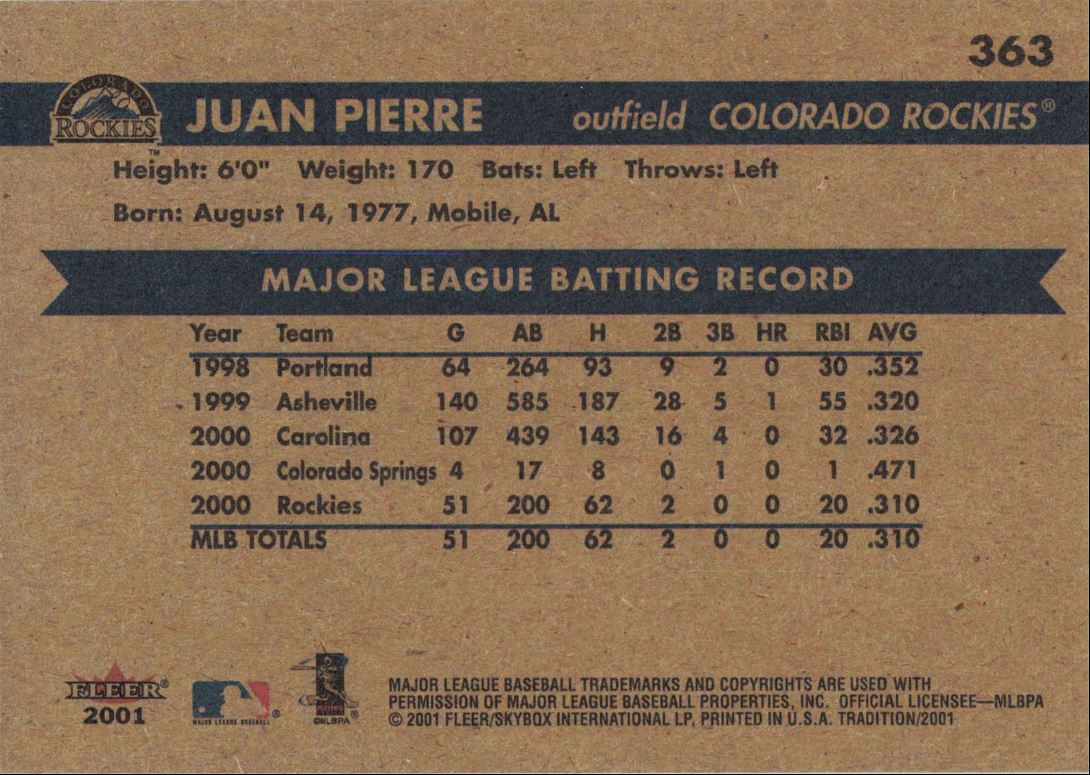 363
COLORADO
ROCKIES
™
JUAN PIERRE outfield COLORADO ROCKIES®
Height: 6'0" Weight: 170 Bats: Left Throws: Left
Born: August 14, 1977, Mobile, AL
MAJOR LEAGUE BATTING RECORD
Year Team G AB H 2B 3B HR RBI AVG
1998 Portland 64 264 93 9 2 0 30 .352
1999 Asheville 140 585 187 28 5 1 55 .320
2000 Carolina 107 439 143 16 4 0 32 .326
2000 Colorado Springs 4 17 8 0 1 0 1 .471
2000 Rockies 51 200 62 2 0 0 20 .310
MLB TOTALS 51 200 62 2 0 0 20 .310
FLEER®
2001
MAJOR LEAGUE BASEBALL®
©MLBPA®
MAJOR LEAGUE BASEBALL TRADEMARKS AND COPYRIGHTS ARE USED WITH
PERMISSION OF MAJOR LEAGUE BASEBALL PROPERTIES, INC. OFFICIAL LICENSEE—MLBPA
© 2001 FLEER/SKYBOX INTERNATIONAL LP, PRINTED IN U.S.A. TRADITION/2001